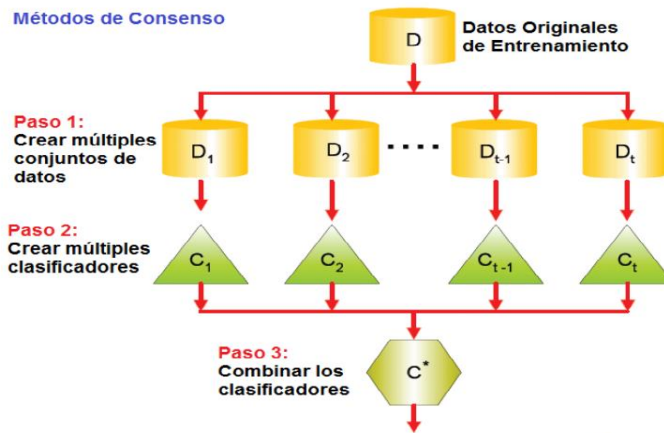 Métodos de Consenso
D
Datos Originales
de Entrenamiento
Paso 1:
Crear múltiples
conjuntos de
datos
D1
D2
....
Dt-1
Dt
Paso 2:
Crear múltiples
clasificadores
C1
C2
Ct-1
Ct
Paso 3:
Combinar los
clasificadores
C*